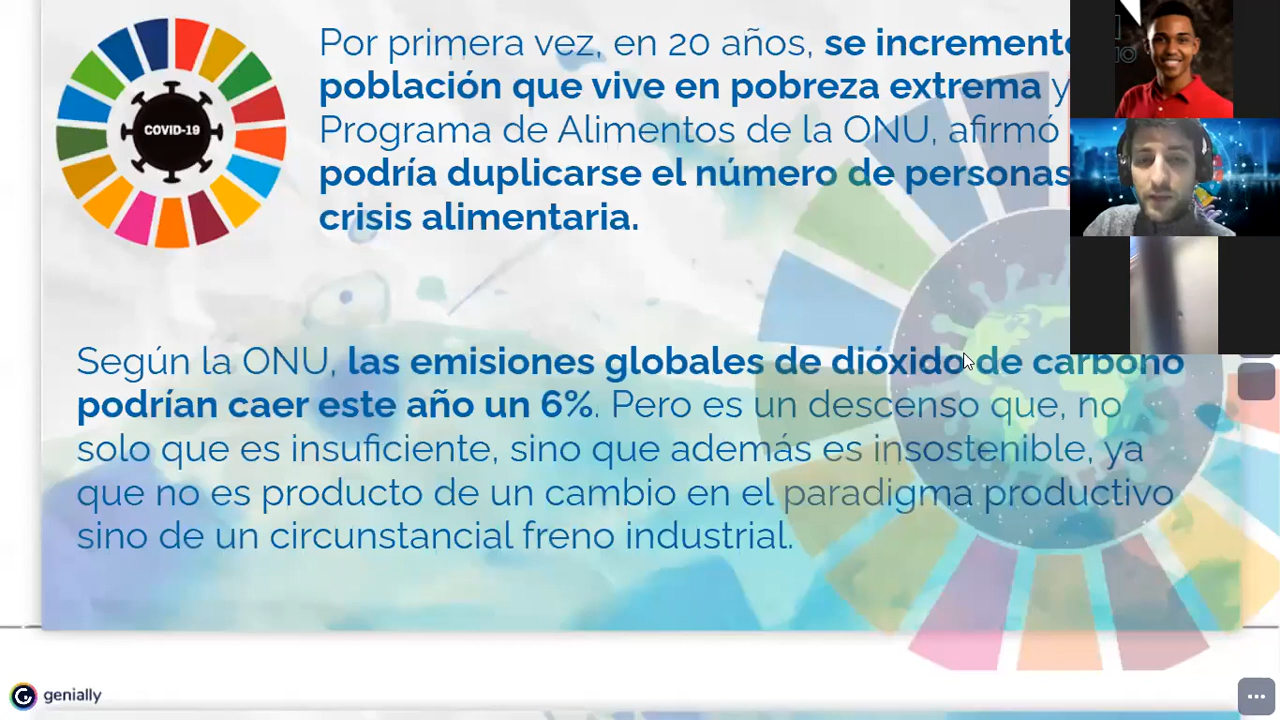 Por primera vez, en 20 años, se increment
población que vive en pobreza extrema y
Programa de Alimentos de la ONU, afirmó
podría duplicarse el número de personas
crisis alimentaria.
COVID-19
Según la ONU, las emisiones globales de dióxido de carbono
podrían caer este año un 6%. Pero es un descenso que, no
solo que es insuficiente, sino que además es insostenible, ya
que no es producto de un cambio en el paradigma productivo
sino de un circunstancial freno industrial.
genially